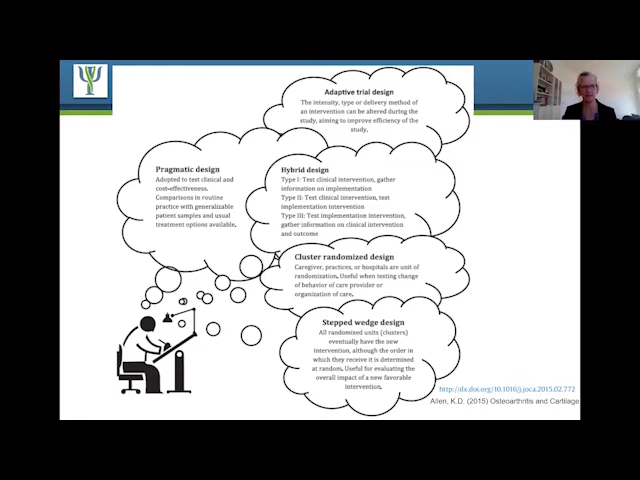 Adaptive trial design
The intensity, type or delivery method of
an intervention can be altered during the
study, aiming to improve efficiency of the
study.
Pragmatic design
Adopted to test clinical and
cost-effectiveness.
Comparisons in routine
practice with generalizable
patient samples and usual
treatment options available.
Hybrid design
Type I: Test clinical intervention, gather
information on implementation
Type II: Test clinical intervention, test
implementation intervention
Type III: Test implementation intervention,
gather information on clinical intervention
and outcome
Cluster randomized design
Caregiver, practices, or hospitals are unit of
randomization. Useful when testing change
of behavior of care provider or
organization of care.
Stepped wedge design
All randomized units (clusters)
eventually have the new
intervention, although the order in
which they receive it is determined
at random. Useful for evaluating the
overall impact of a new favorable
intervention.
http://dx.doi.org/10.1016/j.joca.2015.02.772
Allen, K.D. (2015) Osteoarthritis and Cartilage